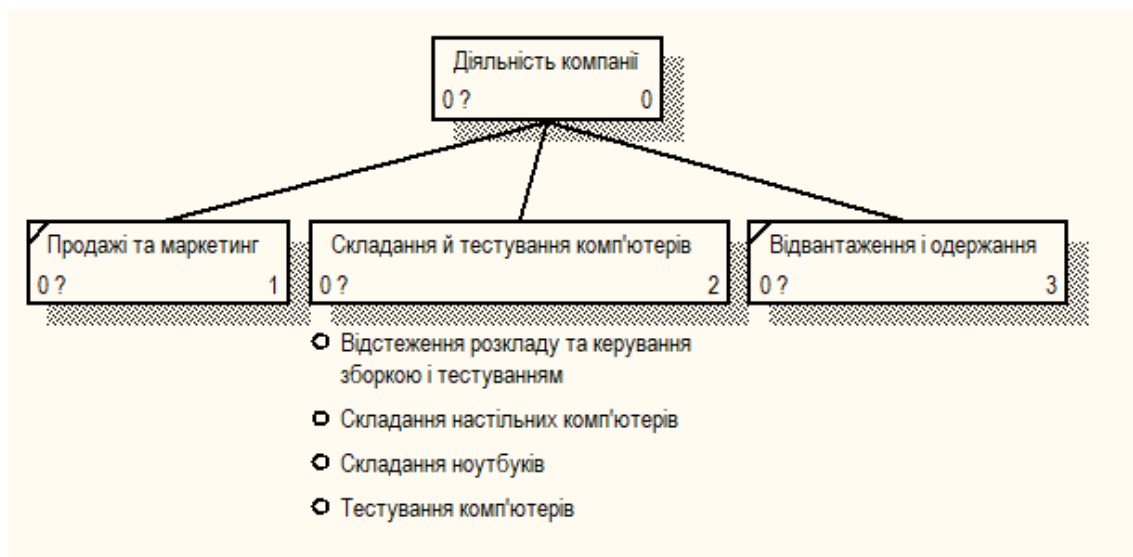 Діяльність компанії
0 ? 0
Продажі та маркетинг
0 ? 1
Складання й тестування комп'ютерів
0 ? 2
Відвантаження і одержання
0 ? 3
Відстеження розкладу та керування
зборкою і тестуванням
Складання настільних комп'ютерів
Складання ноутбуків
Тестування комп'ютерів